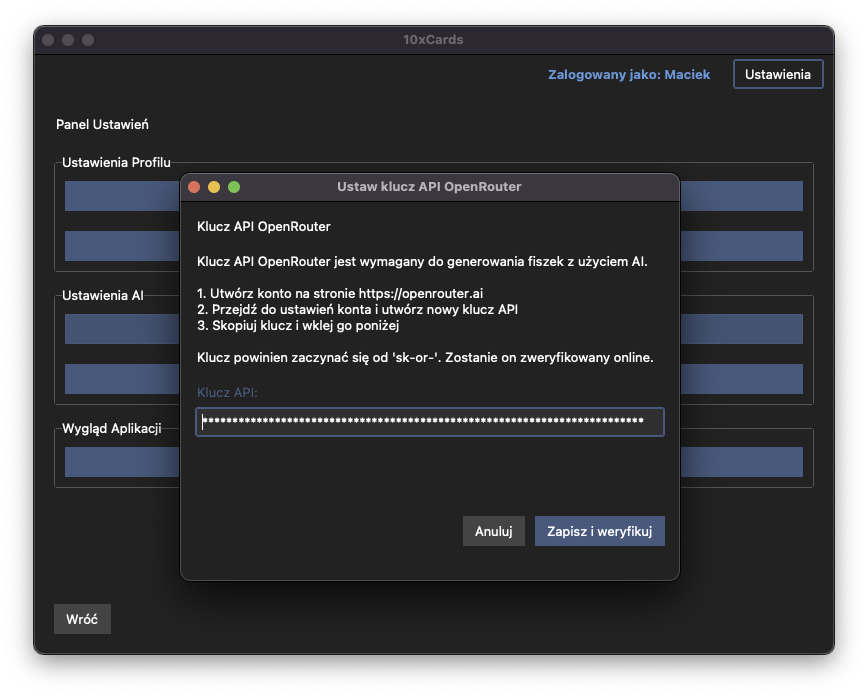 10xCards
Zalogowany jako: Maciek
Ustawienia
Panel Ustawień
Ustawienia Profilu
Ustaw klucz API OpenRouter
Klucz API OpenRouter
Klucz API OpenRouter jest wymagany do generowania fiszek z użyciem AI.
1. Utwórz konto na stronie https://openrouter.ai
2. Przejdź do ustawień konta i utwórz nowy klucz API
3. Skopiuj klucz i wklej go poniżej
Klucz powinien zaczynać się od 'sk-or-'. Zostanie on zweryfikowany online.
Klucz API:
*************************************************************************
Anuluj
Zapisz i weryfikuj
Ustawienia AI
Wygląd Aplikacji
Wróć